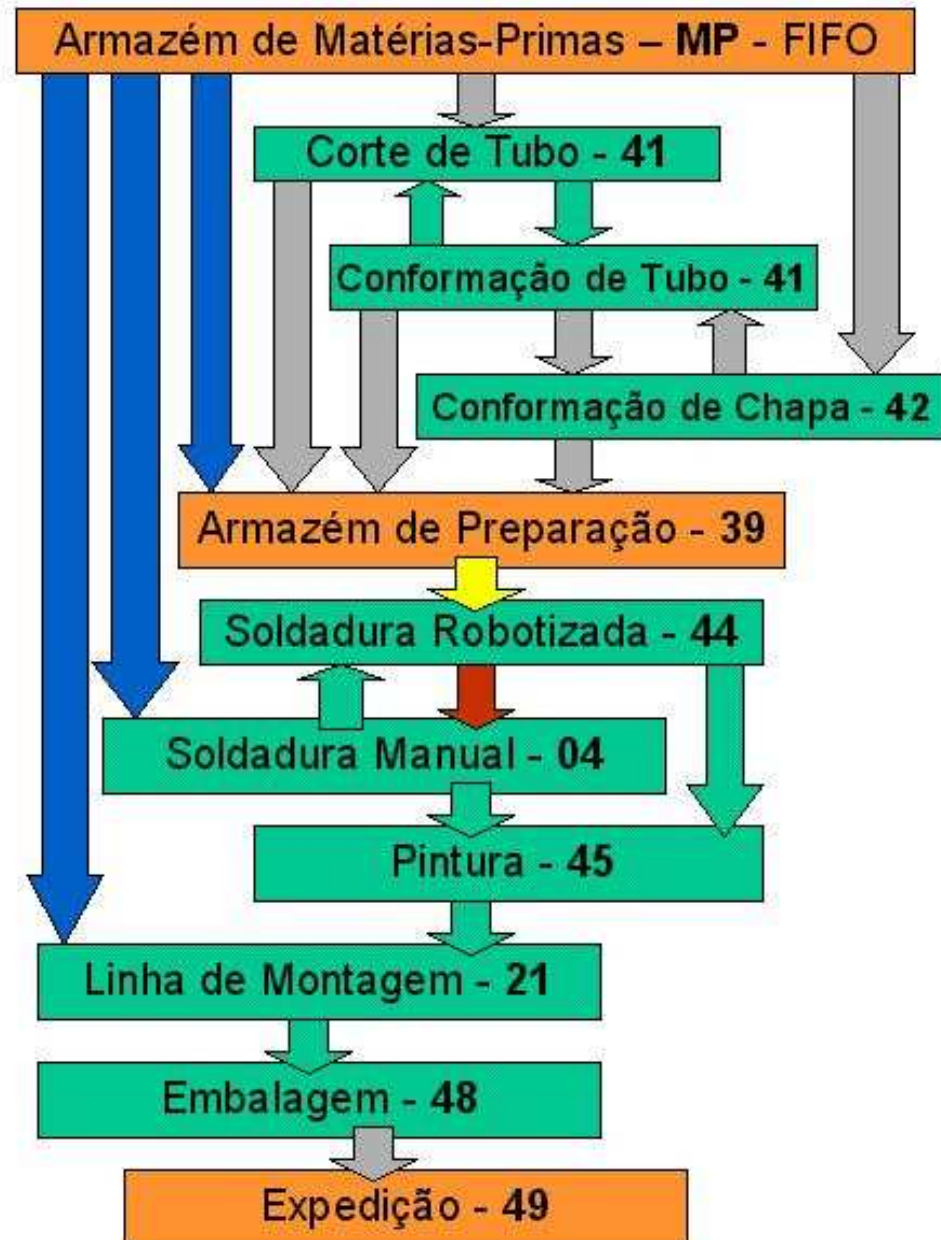 Armazém de Matérias-Primas – MP - FIFO
Corte de Tubo - 41
Conformação de Tubo - 41
Conformação de Chapa - 42
Armazém de Preparação - 39
Soldadura Robotizada - 44
Soldadura Manual - 04
Pintura - 45
Linha de Montagem - 21
Embalagem - 48
Expedição - 49